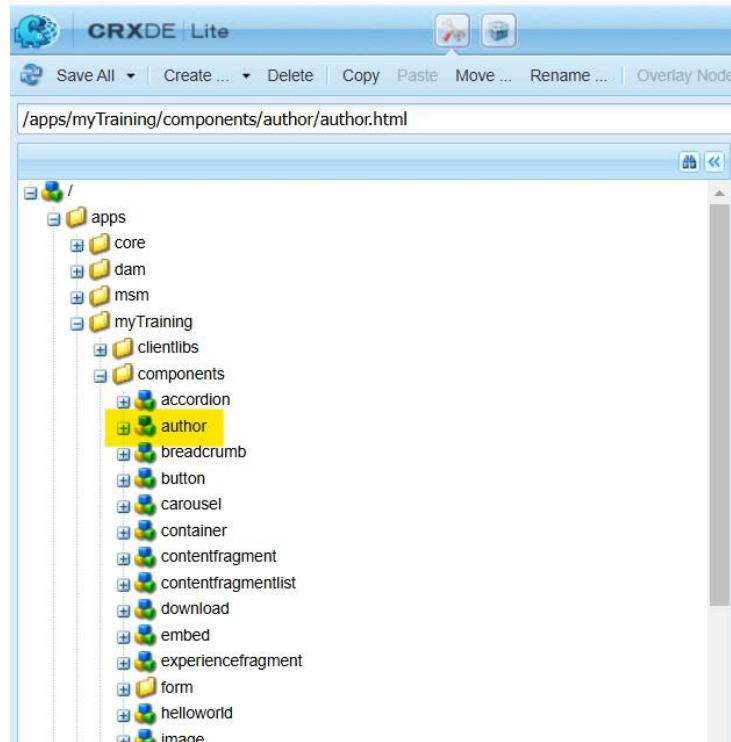 CRXDE Lite
Save All Create ... Delete Copy Paste Move ... Rename ... Overlay Node
/apps/myTraining/components/author/author.html
/
apps
core
dam
msm
myTraining
clientlibs
components
accordion
author
breadcrumb
button
carousel
container
contentfragment
contentfragmentlist
download
embed
experiencefragment
form
helloworld
image